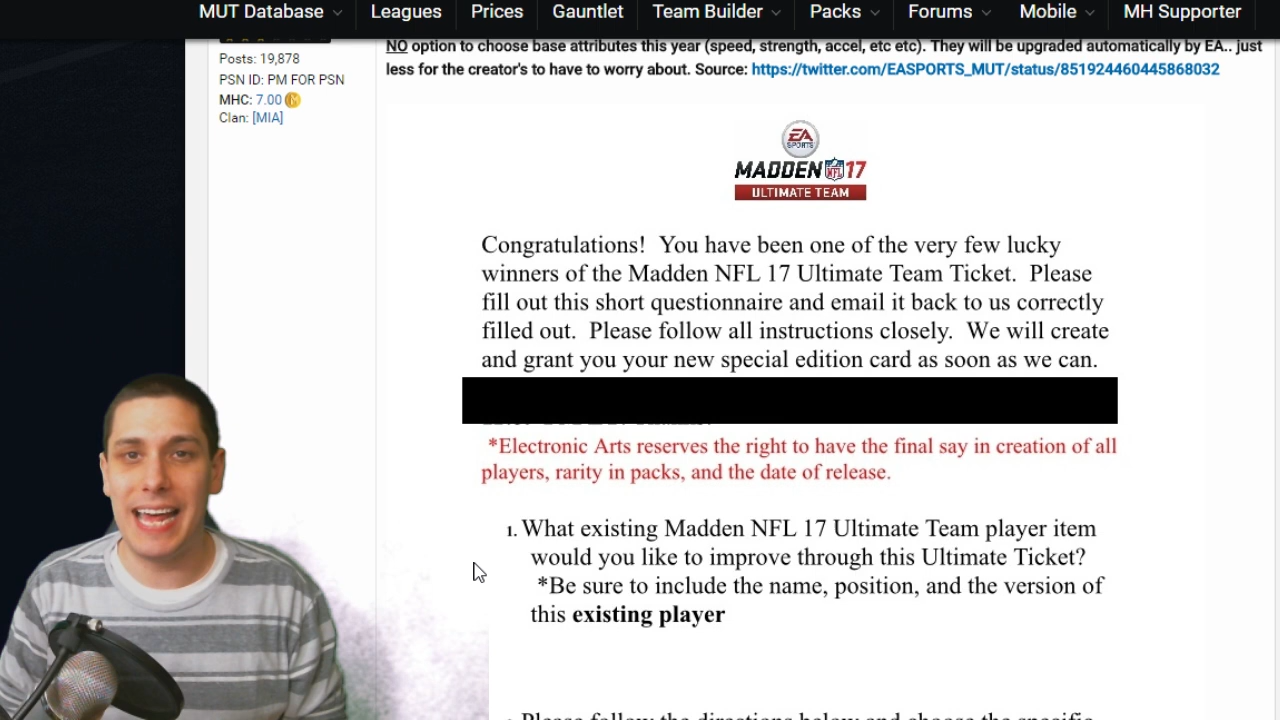 MUT Database Leagues Prices Gauntlet Team Builder Packs Forums Mobile MH Supporter
Posts: 19,878
PSN ID: PM FOR PSN
MHC: 7.00
Clan: [MIA]
NO option to choose base attributes this year (speed, strength, accel, etc etc). They will be upgraded automatically by EA.. just
less for the creator's to have to worry about. Source: https://twitter.com/EASPORTS_MUT/status/851924460445868032
EA
SPORTS
MADDEN NFL 17
ULTIMATE TEAM
Congratulations! You have been one of the very few lucky
winners of the Madden NFL 17 Ultimate Team Ticket. Please
fill out this short questionnaire and email it back to us correctly
filled out. Please follow all instructions closely. We will create
and grant you your new special edition card as soon as we can.
*Electronic Arts reserves the right to have the final say in creation of all
players, rarity in packs, and the date of release.
1. What existing Madden NFL 17 Ultimate Team player item
would you like to improve through this Ultimate Ticket?
*Be sure to include the name, position, and the version of
this existing player
Please follow the directions below and choose the specific